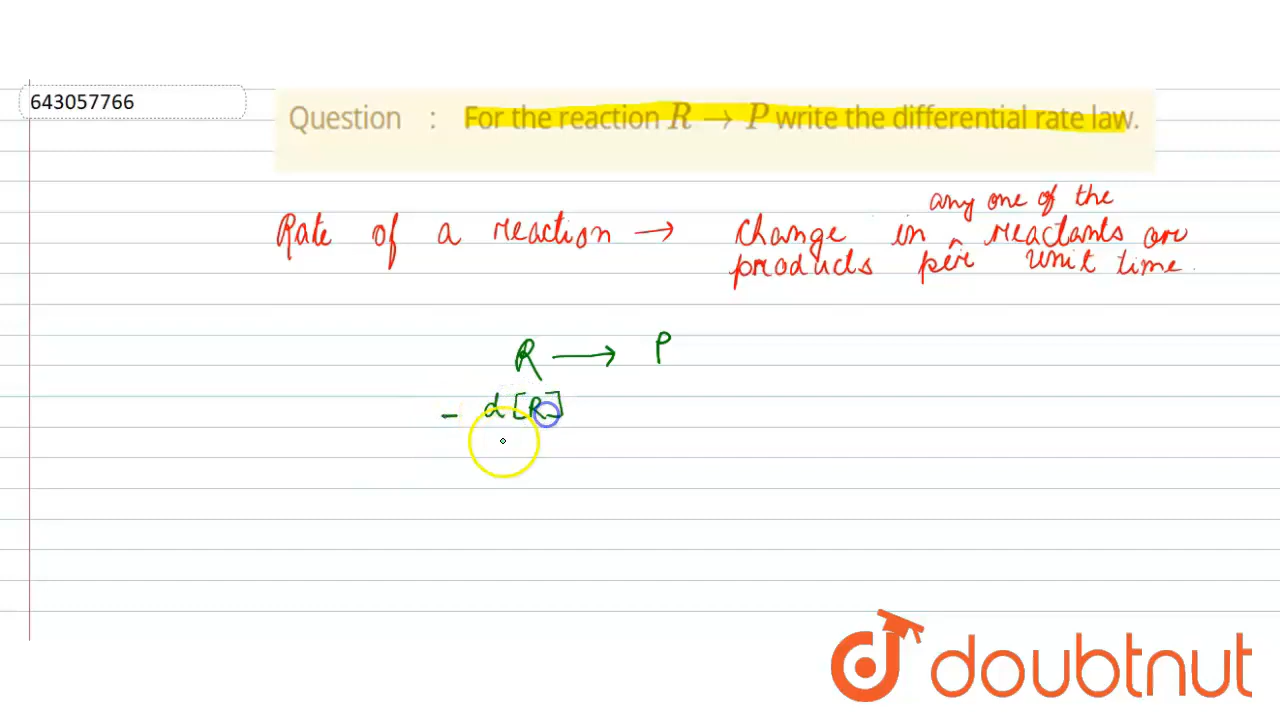 643057766
Question : For the reaction R → P write the differential rate law.
any one of the
Rate of a reaction → change in ^ reactants or
products per unit time.
R → P
- d[R]
doubtnut